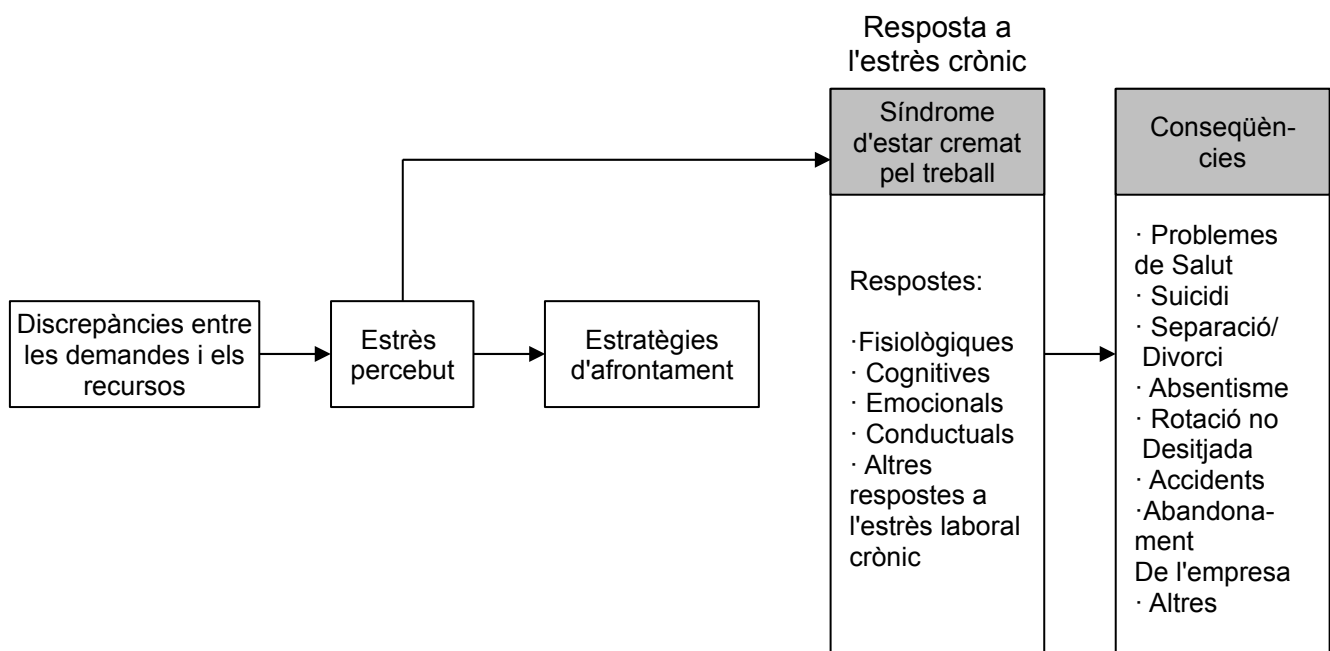 Resposta a
l'estrès crònic
Síndrome
d'estar cremat
pel treball
Conseqüèn-
cies
Discrepàncies entre
les demandes i els
recursos
Estrès
percebut
Estratègies
d'afrontament
Respostes:
·Fisiològiques
· Cognitives
· Emocionals
· Conductuals
· Altres
respostes a
l'estrès laboral
crònic
· Problemes
de Salut
· Suicidi
· Separació/
Divorci
· Absentisme
· Rotació no
Desitjada
· Accidents
·Abandona-
ment
De l'empresa
· Altres